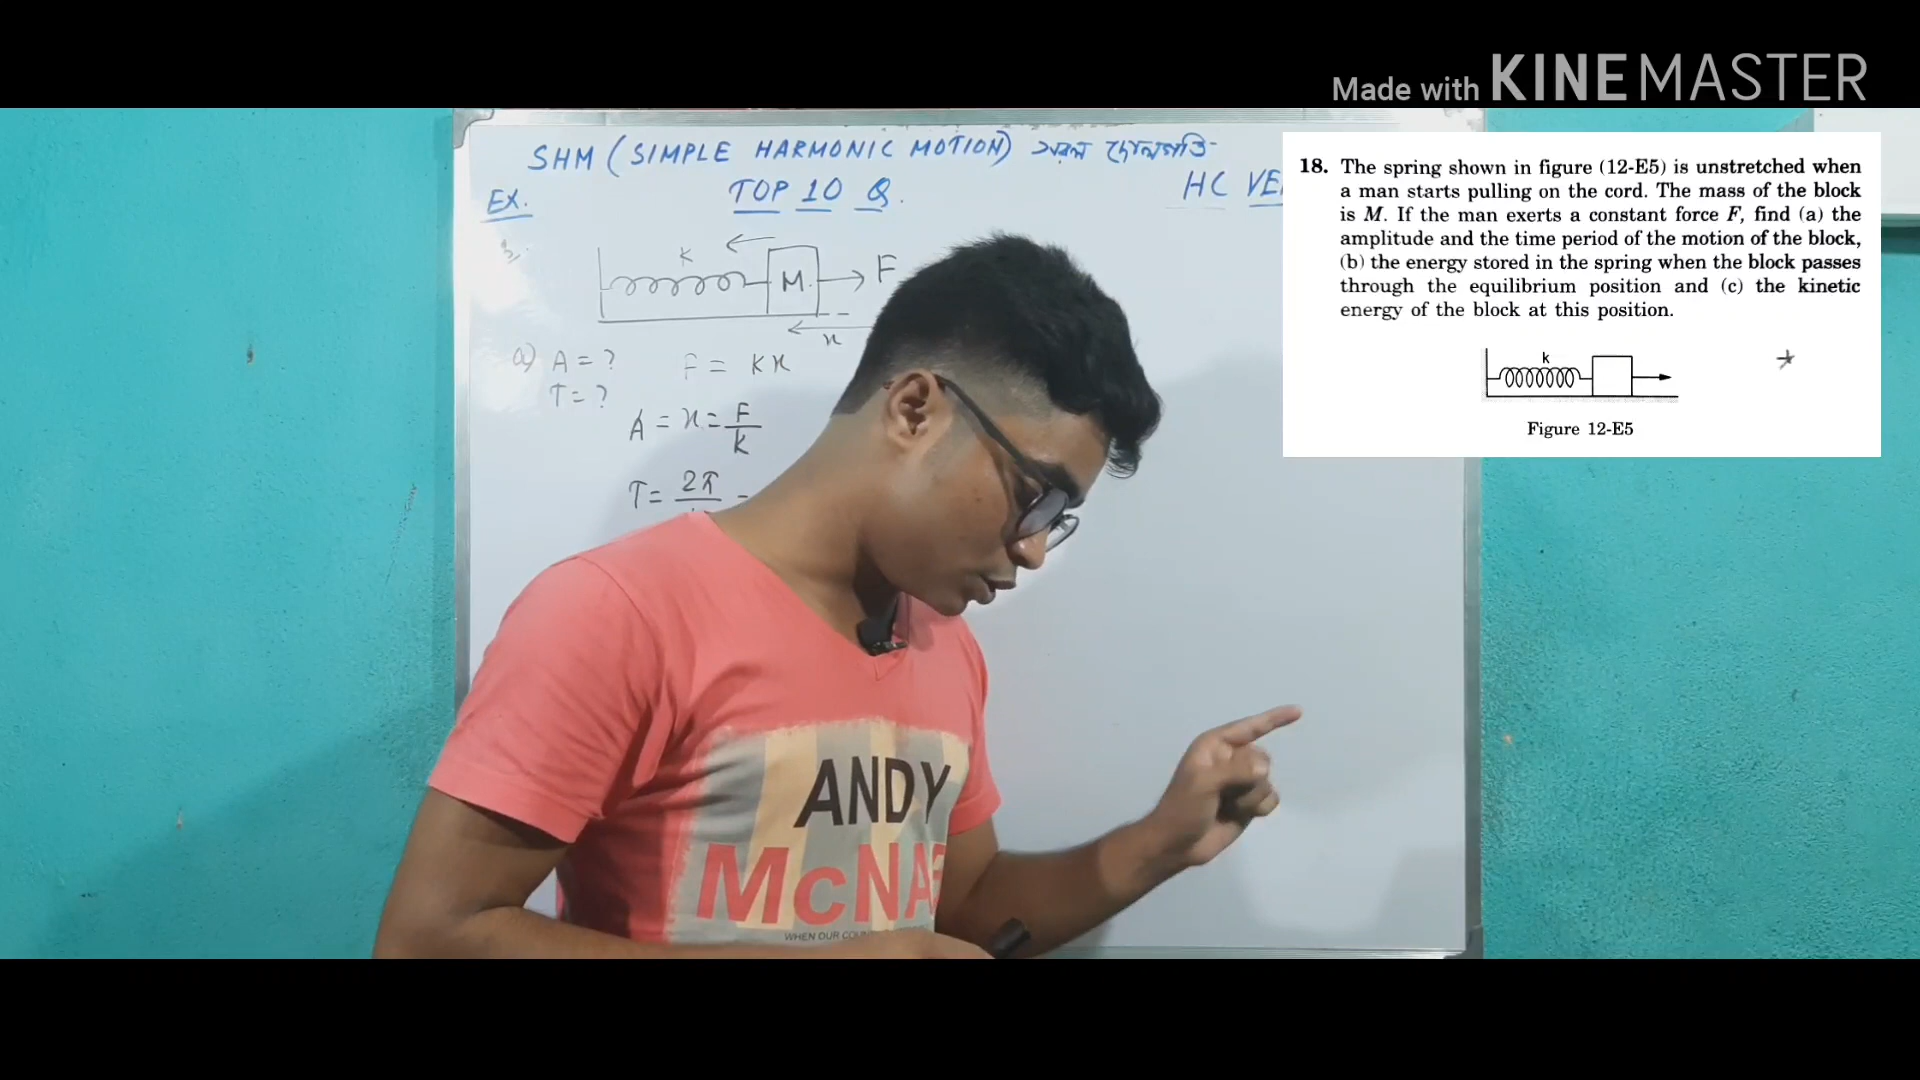 Made with KINEMASTER
SHM (SIMPLE HARMONIC MOTION) সরল দোলগতি
EX. TOP 10 Q. HC VE
k
M F
x
a) A = ? F = Kx
T = ?
A = x = F/k
T = 2π
18. The spring shown in figure (12-E5) is unstretched when
a man starts pulling on the cord. The mass of the block
is M. If the man exerts a constant force F, find (a) the
amplitude and the time period of the motion of the block,
(b) the energy stored in the spring when the block passes
through the equilibrium position and (c) the kinetic
energy of the block at this position.
k
Figure 12-E5
ANDY
McNA
WHEN OUR